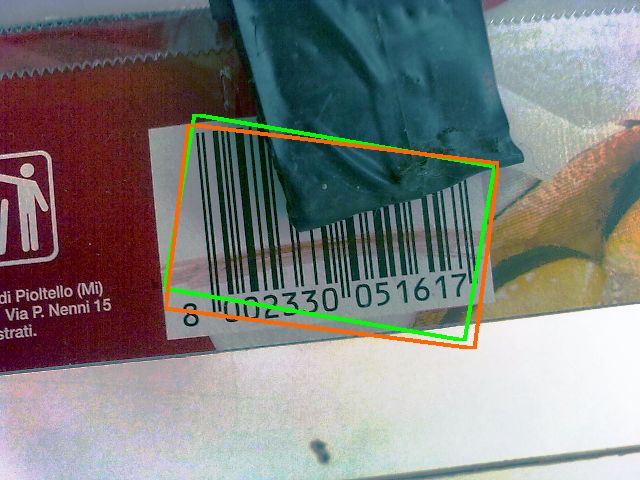 di Pioltello (Mi)
Via P. Nenni 15
strati.
8 002330 051617